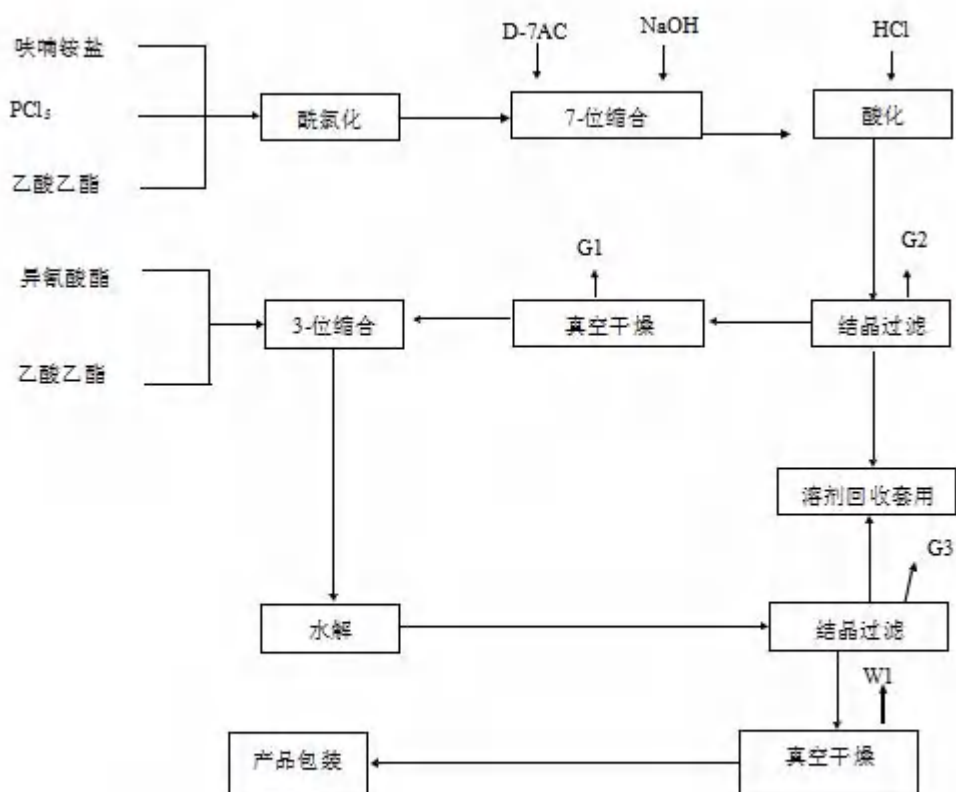 D-7AC
NaOH
HCl
呋喃铵盐
PCl₅
乙酸乙酯
酰氯化
7-位缩合
酸化
G1
G2
异氰酸酯
乙酸乙酯
3-位缩合
真空干燥
结晶过滤
溶剂回收套用
G3
水解
结晶过滤
W1
产品包装
真空干燥